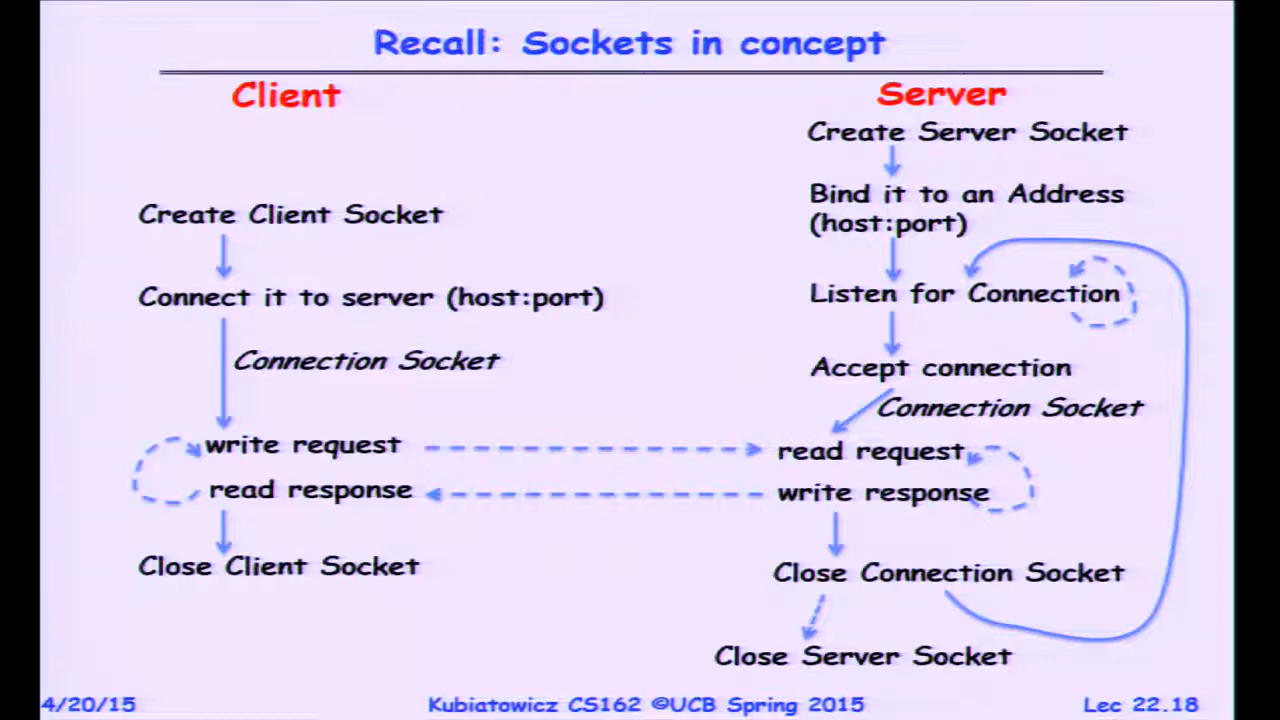 Recall: Sockets in concept
Client
Server
Create Server Socket
Bind it to an Address
(host:port)
Create Client Socket
Connect it to server (host:port)
Listen for Connection
Connection Socket
Accept connection
Connection Socket
write request
read request
read response
write response
Close Client Socket
Close Connection Socket
Close Server Socket
4/20/15
Kubiatowicz CS162 ©UCB Spring 2015
Lec 22.18